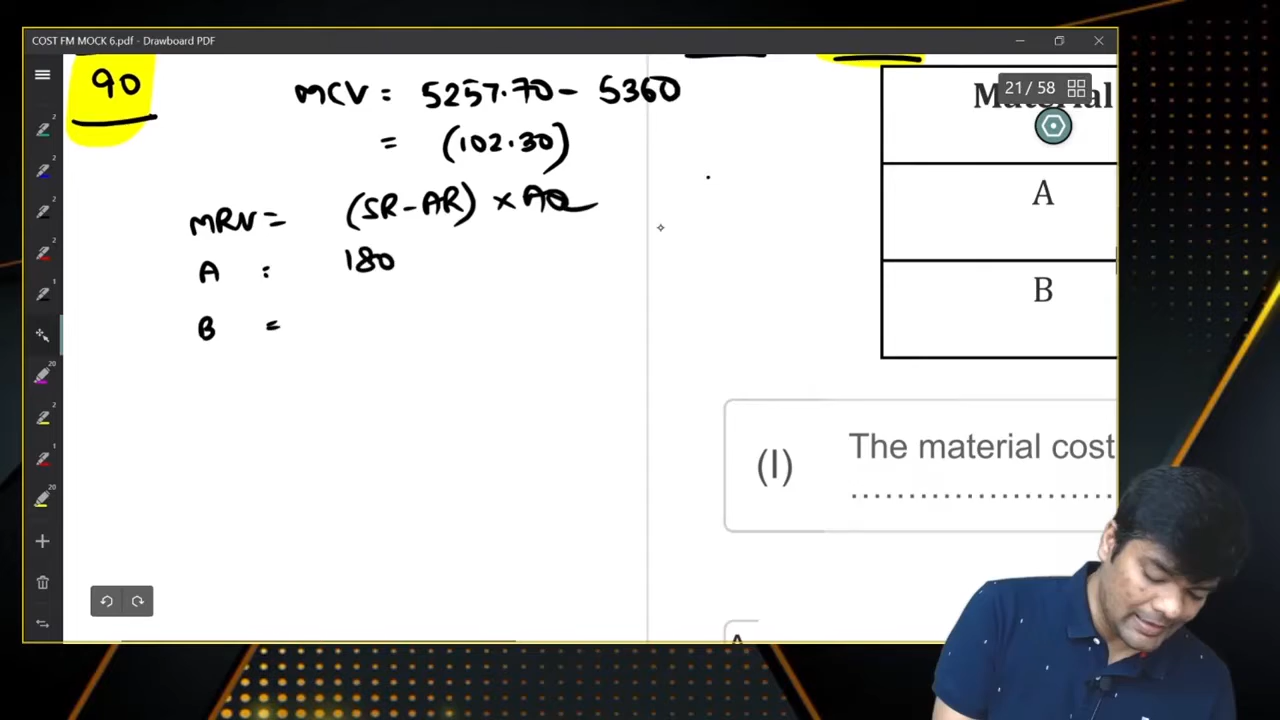 COST FM MOCK 6.pdf - Drawboard PDF
90
MCV = 5257.70 - 5360
= (102.30)
MRV = (SR - AR) × AQ
A = 180
B =
21 / 58
Material
A
B
(I) The material cost